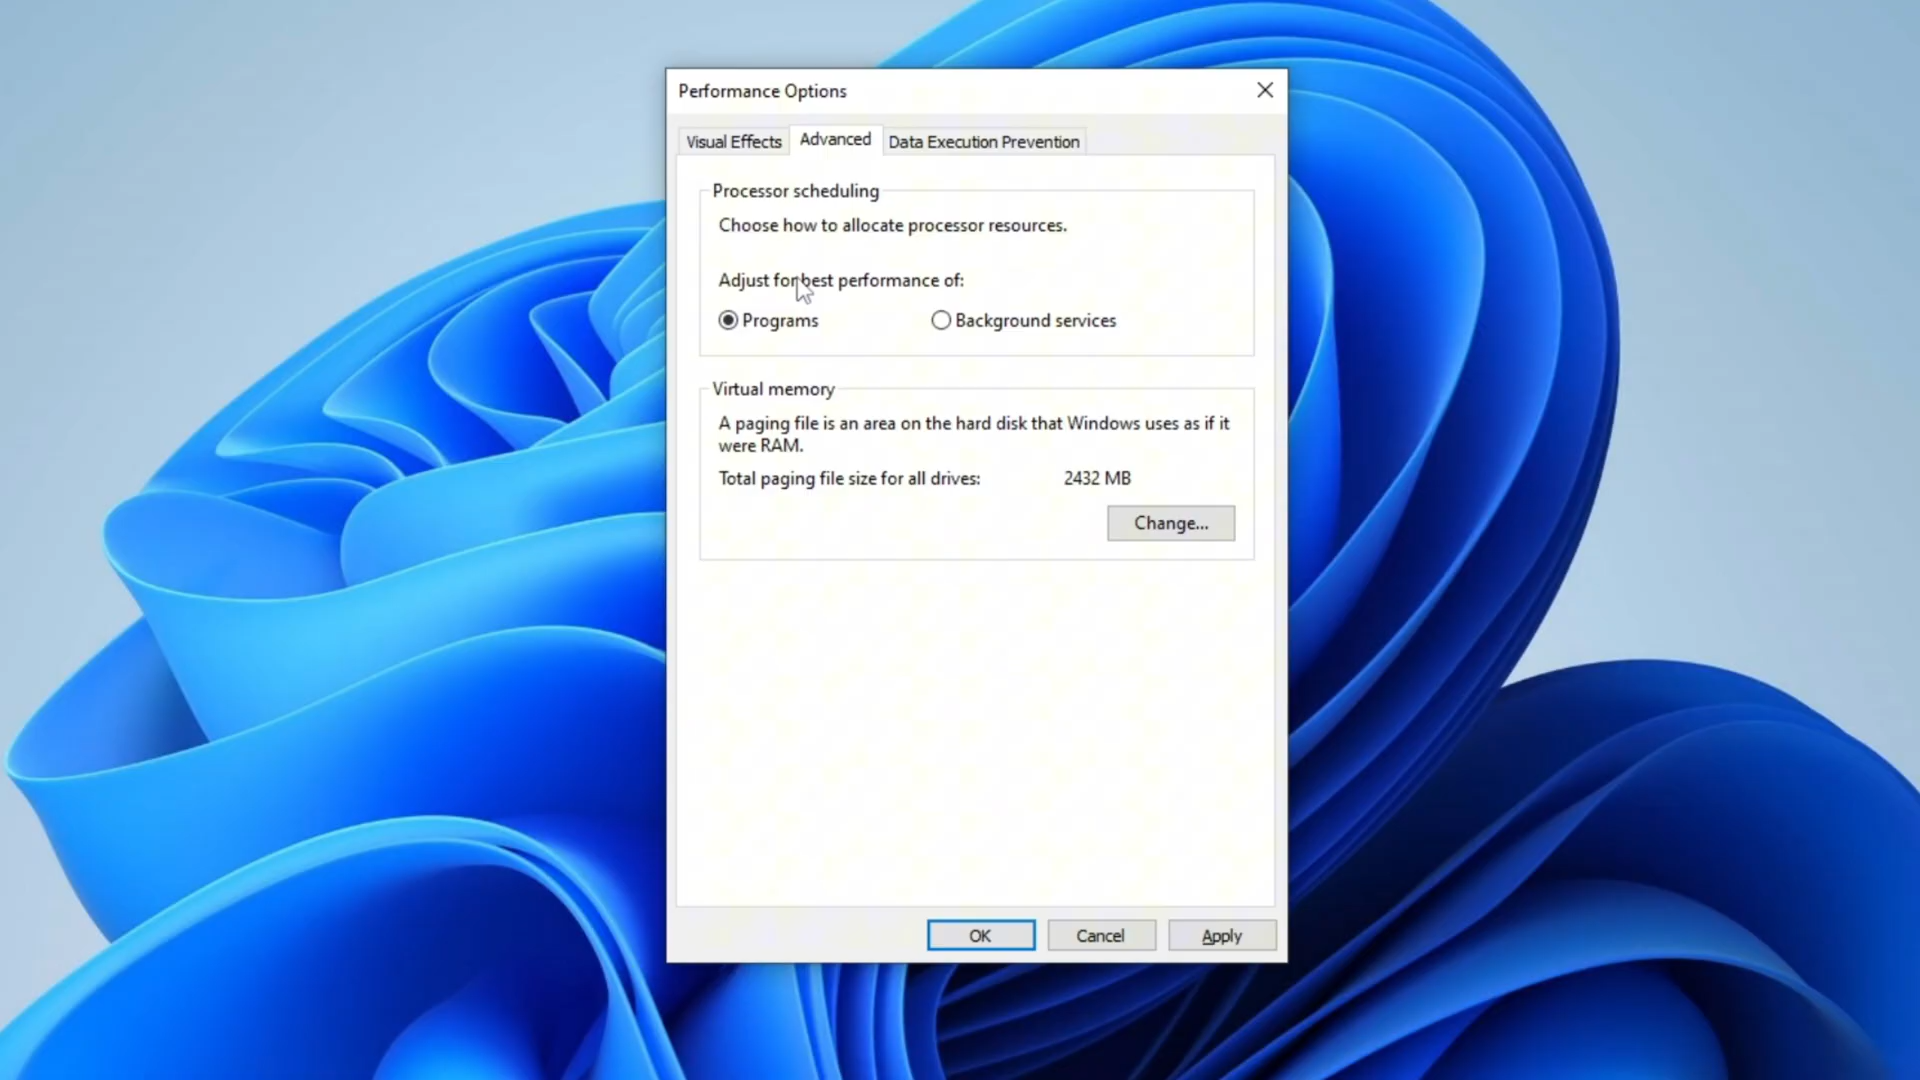 Performance Options
Visual Effects
Advanced
Data Execution Prevention
Processor scheduling
Choose how to allocate processor resources.
Adjust for best performance of:
Programs
Background services
Virtual memory
A paging file is an area on the hard disk that Windows uses as if it
were RAM.
Total paging file size for all drives:
2432 MB
Change...
OK
Cancel
Apply